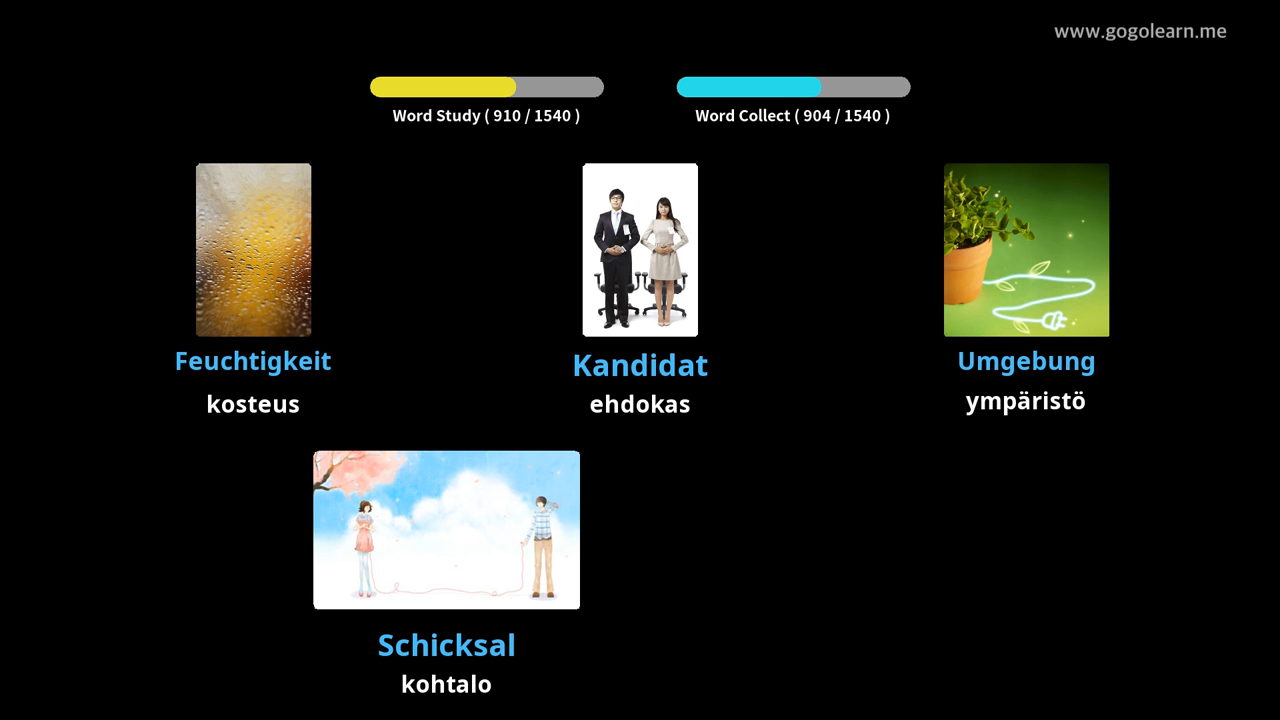 www.gogolearn.me
Word Study ( 910 / 1540 )
Word Collect ( 904 / 1540 )
Feuchtigkeit
kosteus
Kandidat
ehdokas
Umgebung
ympäristö
Schicksal
kohtalo